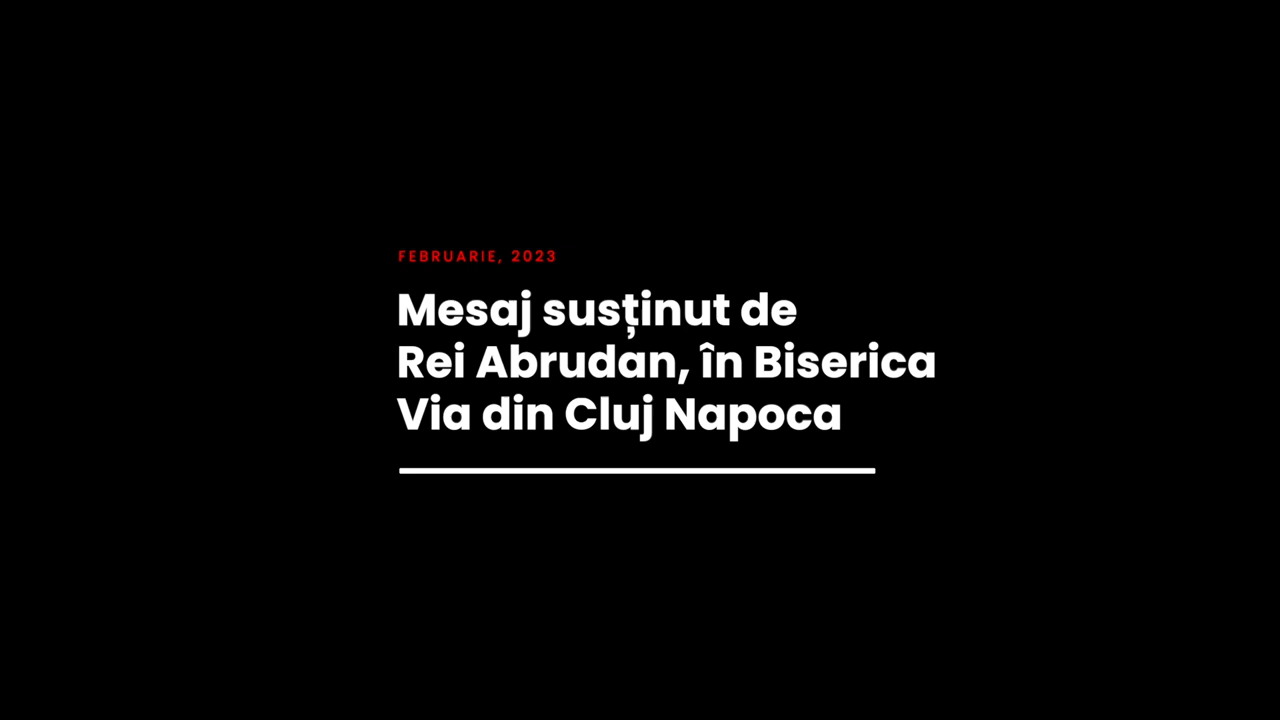 FEBRUARIE, 2023
Mesaj susținut de
Rei Abrudan, în Biserica
Via din Cluj Napoca